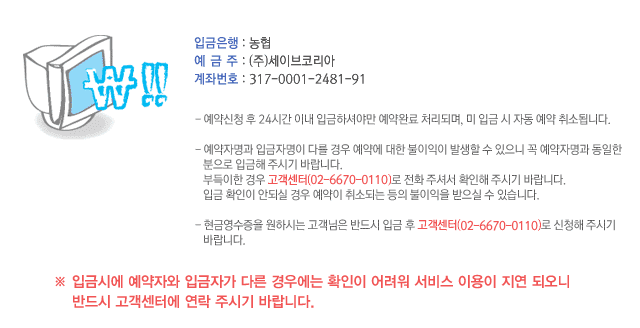 ₩!!
입금은행 : 농협
예 금 주 : (주)세이브코리아
계좌번호 : 317-0001-2481-91
- 예약신청 후 24시간 이내 입금하셔야만 예약완료 처리되며, 미 입금 시 자동 예약 취소됩니다.
- 예약자명과 입금자명이 다를 경우 예약에 대한 불이익이 발생할 수 있으니 꼭 예약자명과 동일한
분으로 입금해 주시기 바랍니다.
부득이한 경우 고객센터(02-6670-0110)로 전화 주셔서 확인해 주시기 바랍니다.
입금 확인이 안되실 경우 예약이 취소되는 등의 불이익을 받으실 수 있습니다.
- 현금영수증을 원하시는 고객님은 반드시 입금 후 고객센터(02-6670-0110)로 신청해 주시기
바랍니다.
※ 입금시에 예약자와 입금자가 다른 경우에는 확인이 어려워 서비스 이용이 지연 되오니
반드시 고객센터에 연락 주시기 바랍니다.